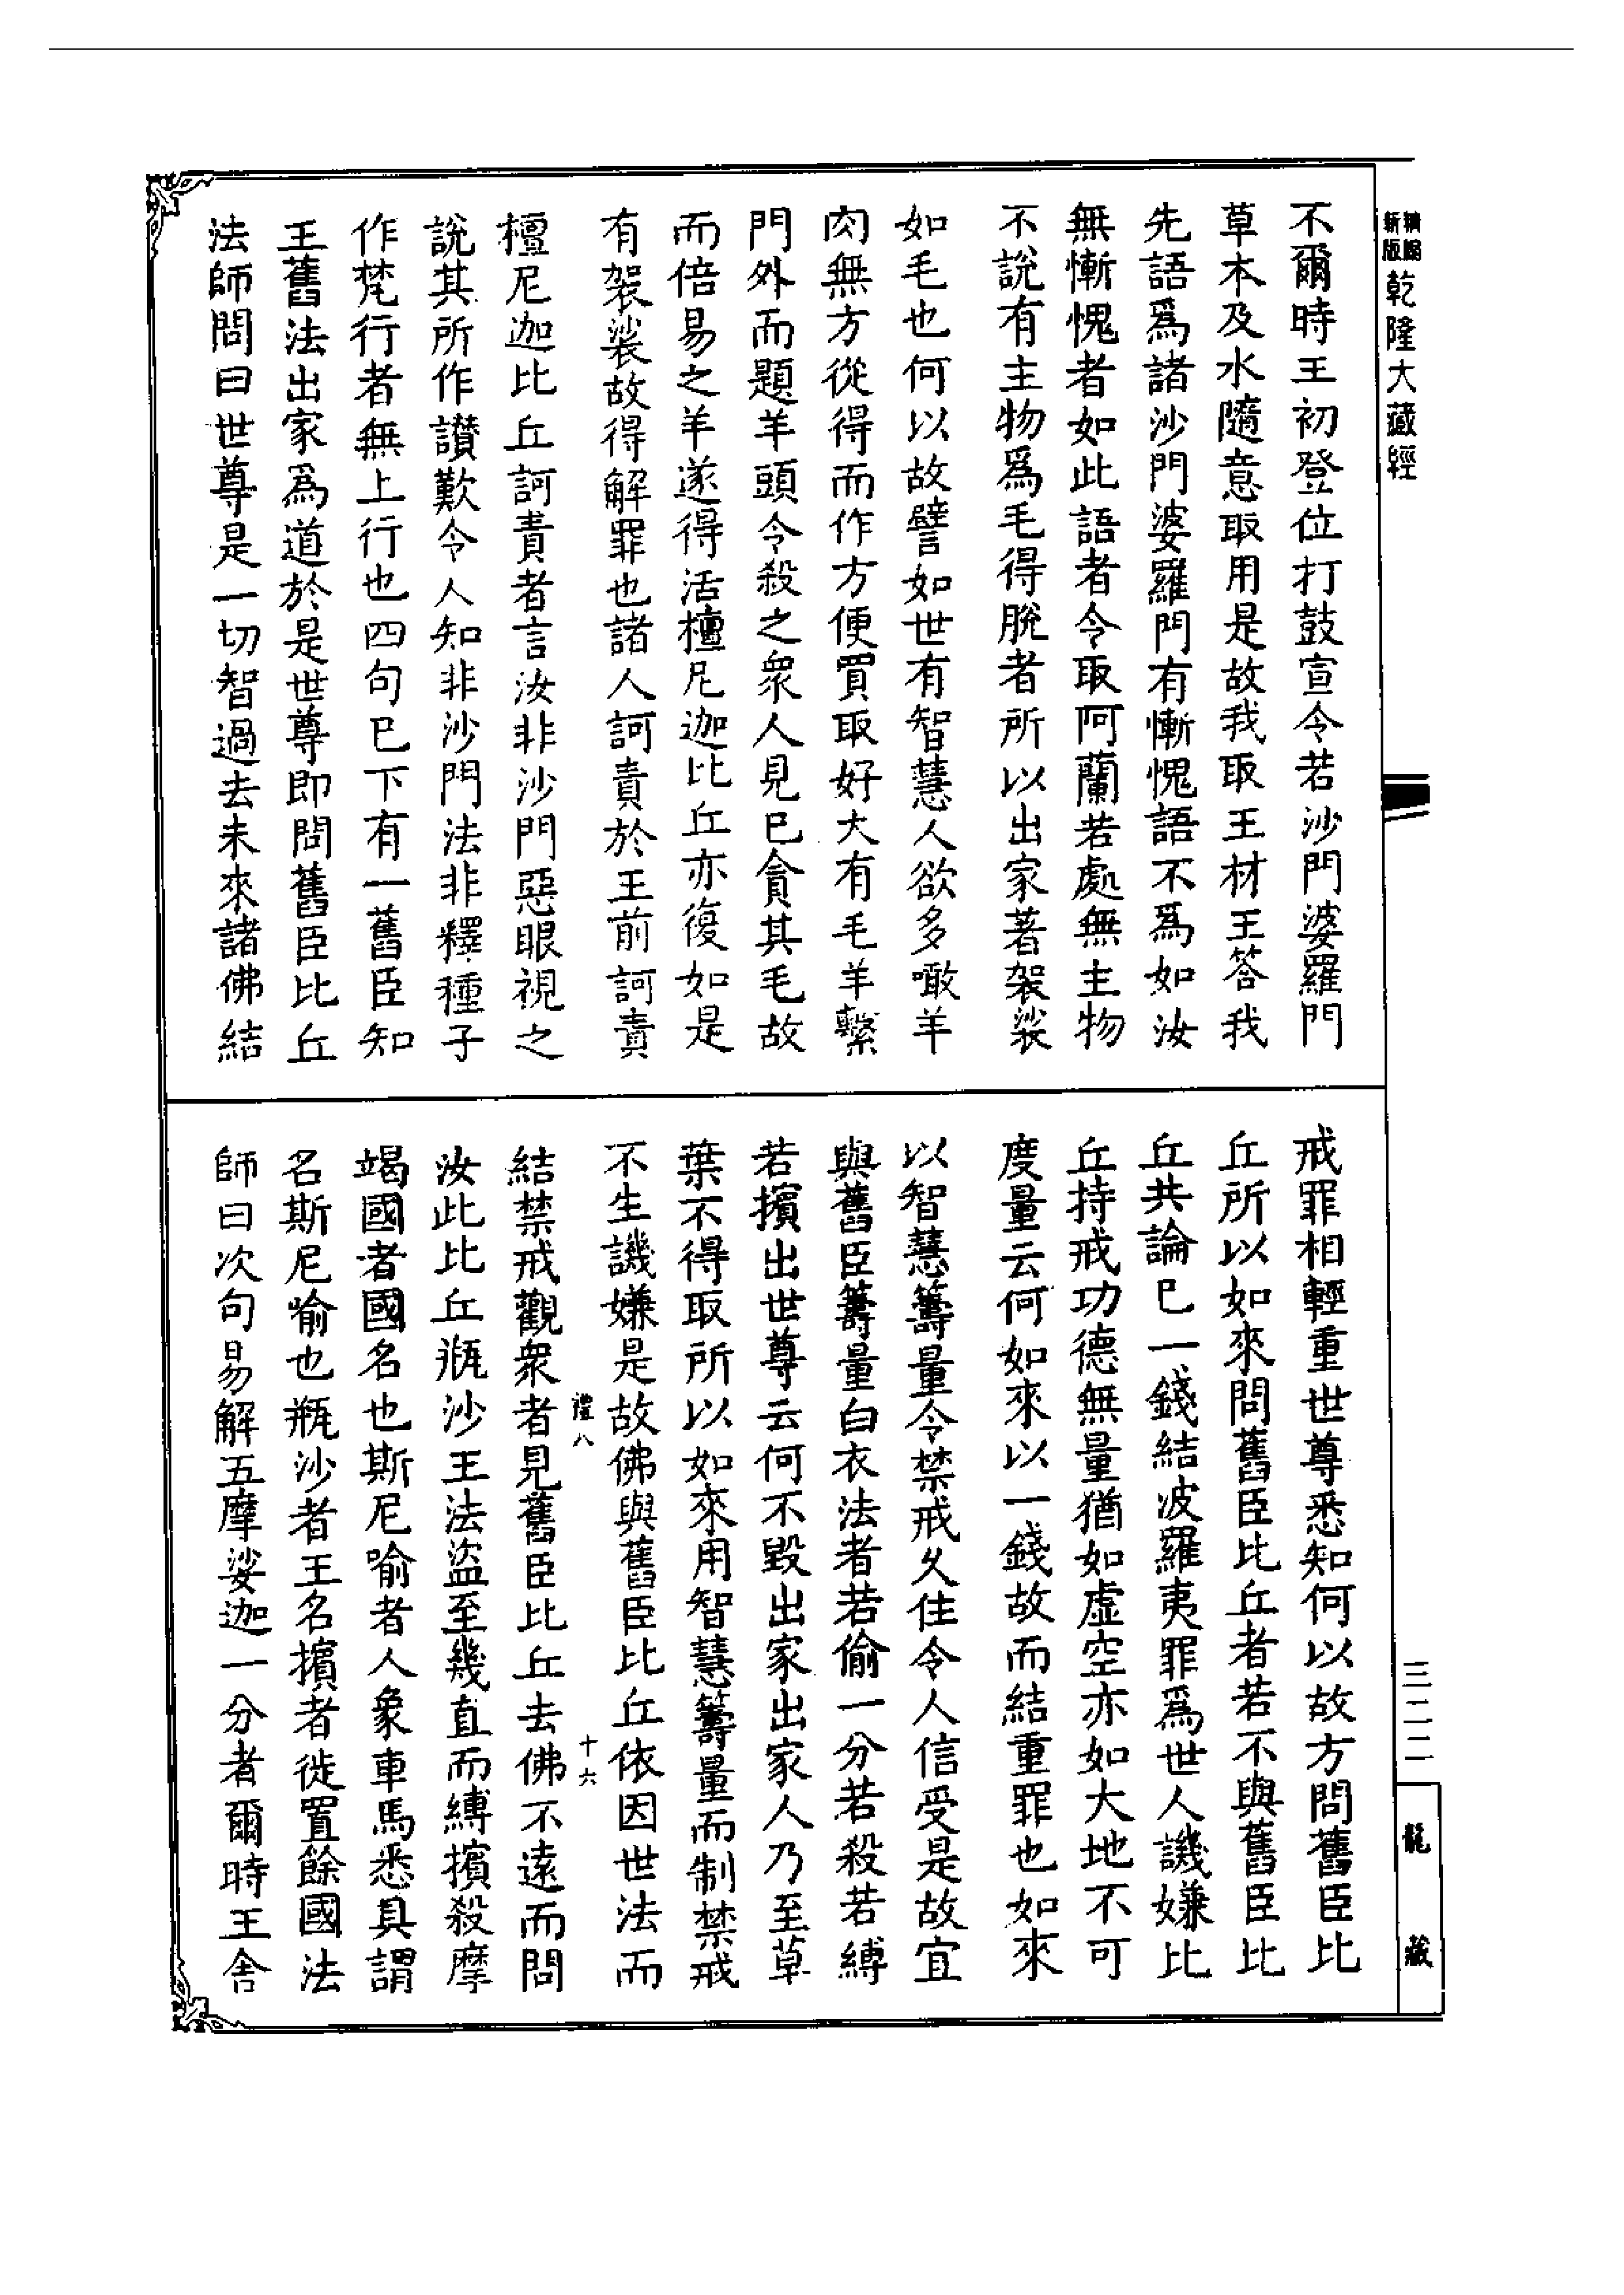 精縮新版 乾隆大藏經
不爾時王初登位打鼓宣令若沙門婆羅門
草木及水隨意取用是故我取王材王答我
先語爲諸沙門婆羅門有慚愧語不爲如汝
無慚愧者如此語者令取阿蘭若處無主物
不說有主物爲毛得脫者所以出家著袈裟
如毛也何以故譬如世有智慧人欲多噉羊
肉無方從得而作方便買取好大有毛羊繫
門外而題羊頭令殺之衆人見已貪其毛故
而倍易之羊遂得活檀尼迦比丘亦復如是
有袈裟故得解罪也諸人訶責於王前訶責
檀尼迦比丘訶責者言汝非沙門惡眼視之
說其所作讃歎令人知非沙門法非釋種子
作梵行者無上行也四句已下有一舊臣知
王舊法出家爲道於是世尊即問舊臣比丘
法師問曰世尊是一切智過去未來諸佛結
戒罪相輕重世尊悉知何以故方問舊臣比
丘所以如來問舊臣比丘者若不與舊臣比
丘共論已一錢結波羅夷罪爲世人譏嫌比
丘持戒功德無量猶如虛空亦如大地不可
度量云何如來以一錢故而結重罪也如來
以智慧籌量令禁戒久住令人信受是故宜
與舊臣籌量白衣法者若偷一分若殺若縛
若擯出世尊云何不毀出家出家人乃至草
葉不得取所以如來用智慧籌量而制禁戒
不生譏嫌是故佛與舊臣比丘依因世法而
禮八 十六
結禁戒觀衆者見舊臣比丘去佛不遠而問
汝此比丘瓶沙王法盜至幾直而縛擯殺摩
竭國者國名也斯尼喻者人象車馬悉具謂
名斯尼喻也瓶沙者王名擯者徙置餘國法
師曰次句易解五摩娑迦一分者爾時王舍
三二二
龍藏